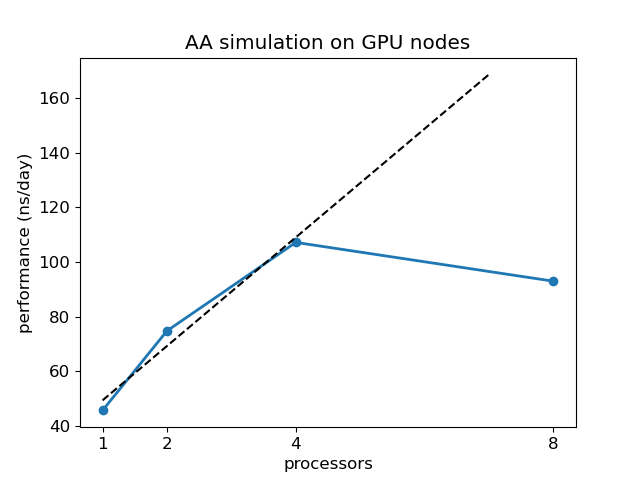 AA simulation on GPU nodes
performance (ns/day)
160
140
120
100
80
60
40
1 2 4 8
processors